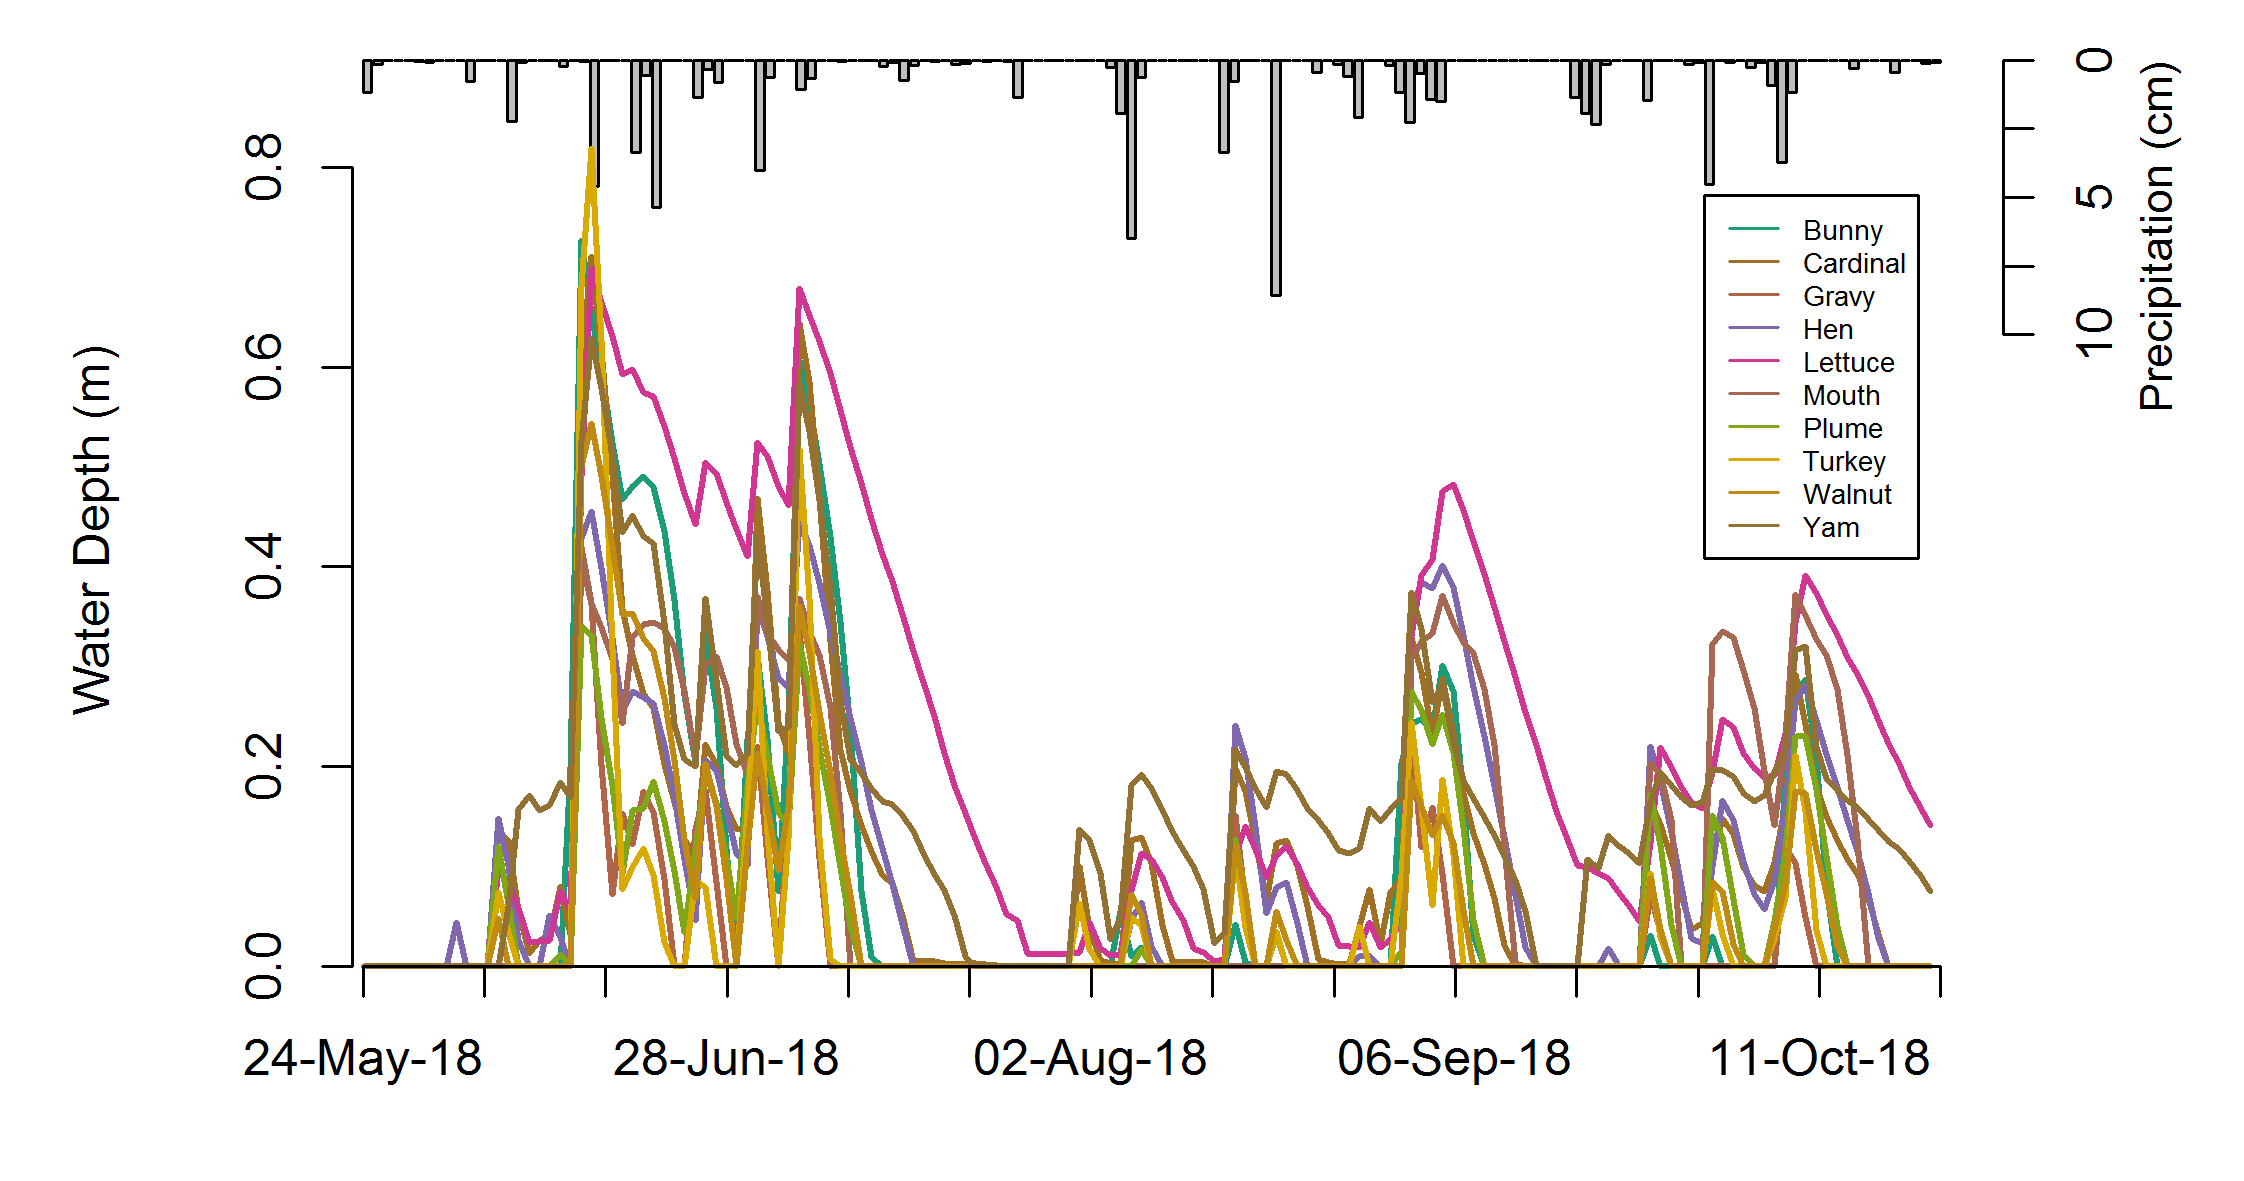 Water Depth (m)
0.8
0.6
0.4
0.2
0.0
24-May-18
28-Jun-18
02-Aug-18
06-Sep-18
11-Oct-18
0
5
10
Precipitation (cm)
Bunny
Cardinal
Gravy
Hen
Lettuce
Mouth
Plume
Turkey
Walnut
Yam